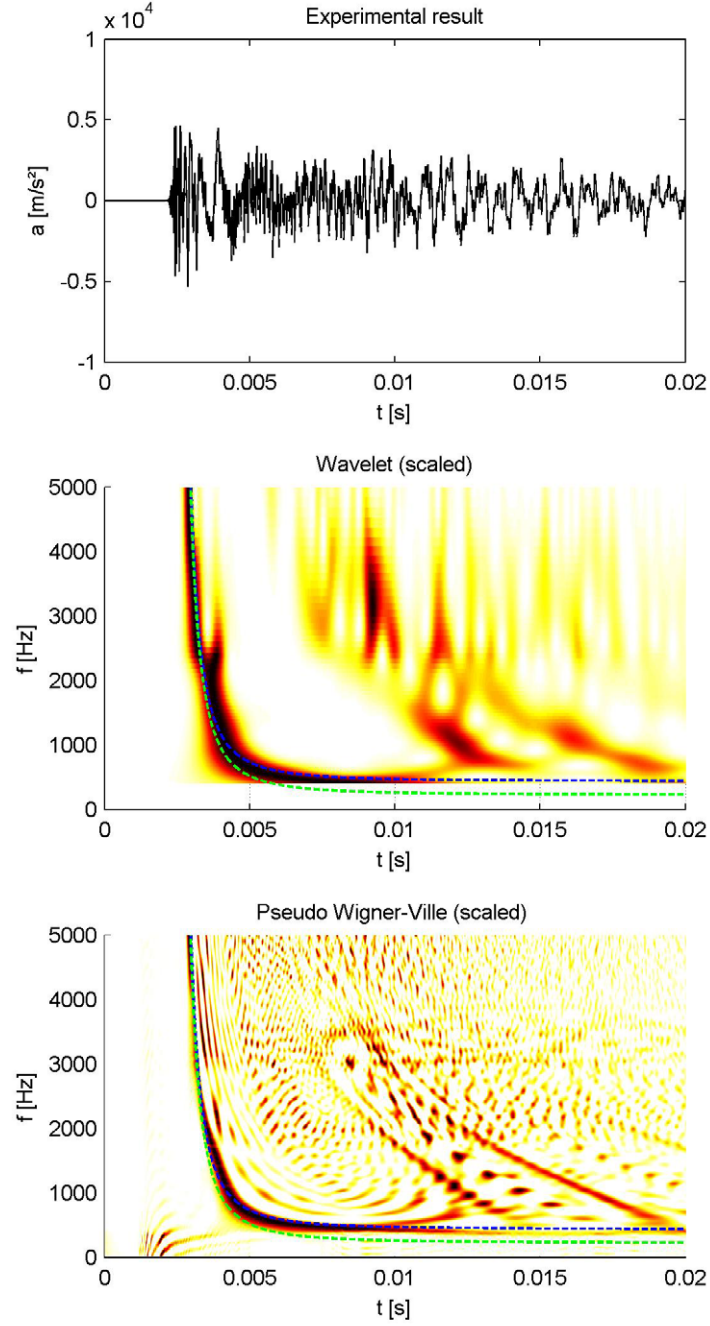 Experimental result
x 10⁴
1
0.5
0
-0.5
-1
a [m/s²]
0 0.005 0.01 0.015 0.02
t [s]
Wavelet (scaled)
5000
4000
3000
2000
1000
0
f [Hz]
0 0.005 0.01 0.015 0.02
t [s]
Pseudo Wigner-Ville (scaled)
5000
4000
3000
2000
1000
0
f [Hz]
0 0.005 0.01 0.015 0.02
t [s]